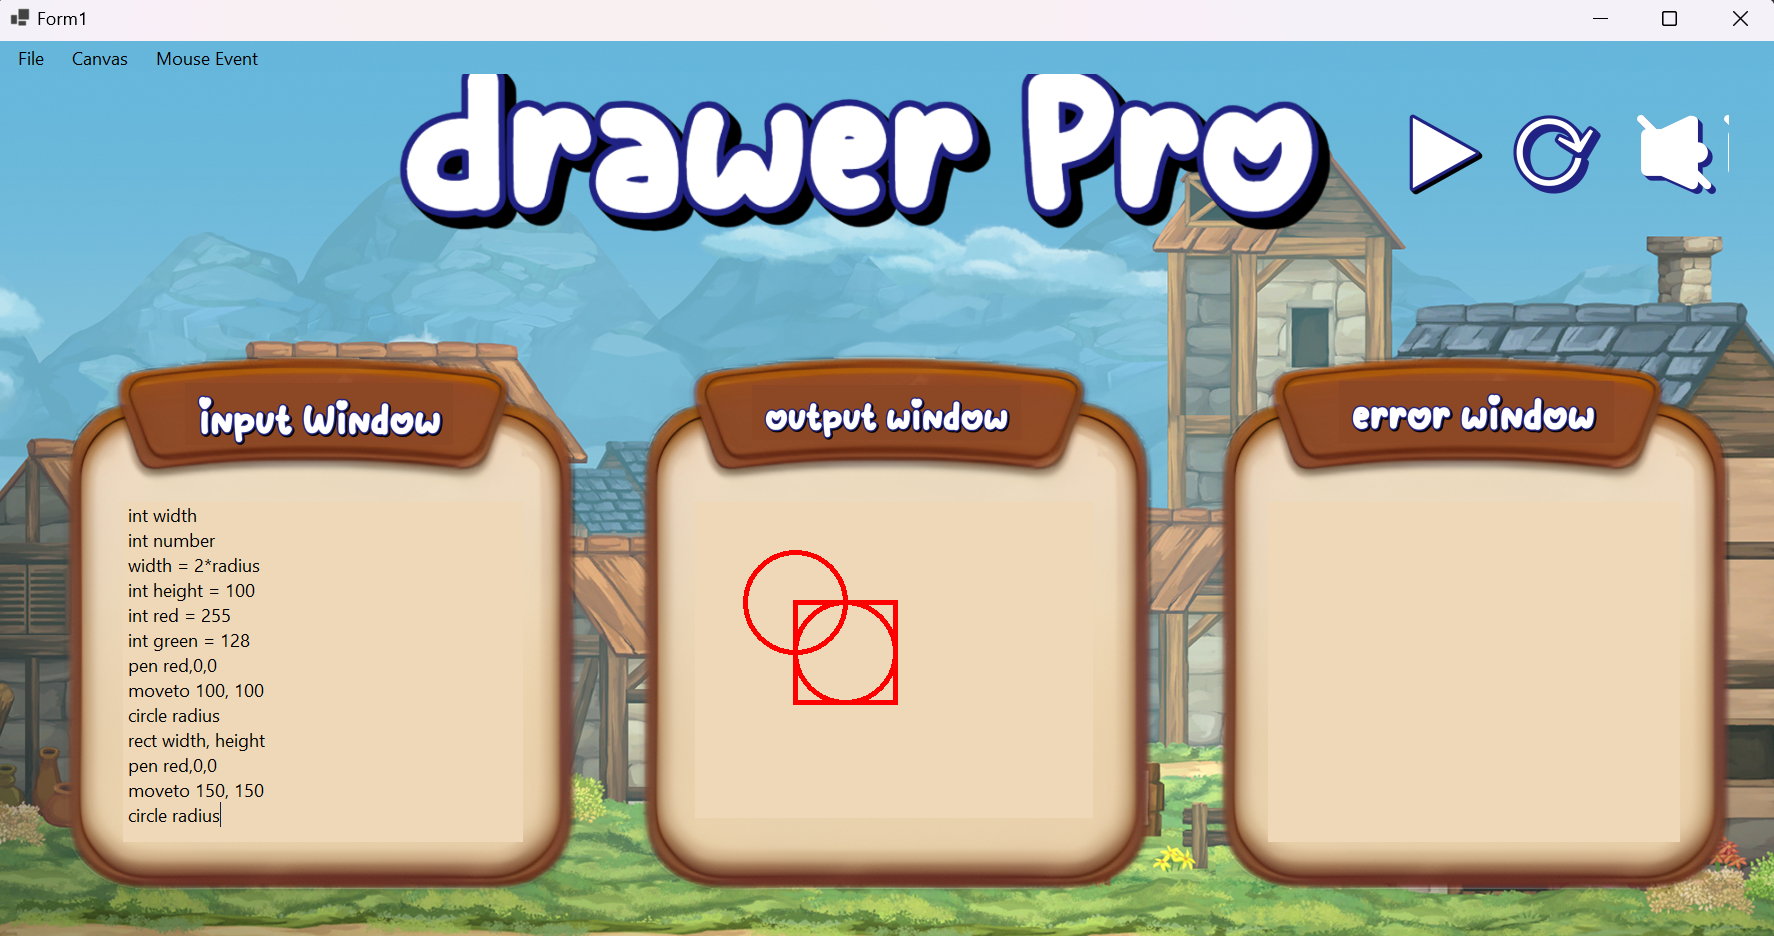 Form1
File Canvas Mouse Event
drawer Pro
input Window
output window
error window
int width
int number
width = 2*radius
int height = 100
int red = 255
int green = 128
pen red,0,0
moveto 100, 100
circle radius
rect width, height
pen red,0,0
moveto 150, 150
circle radius